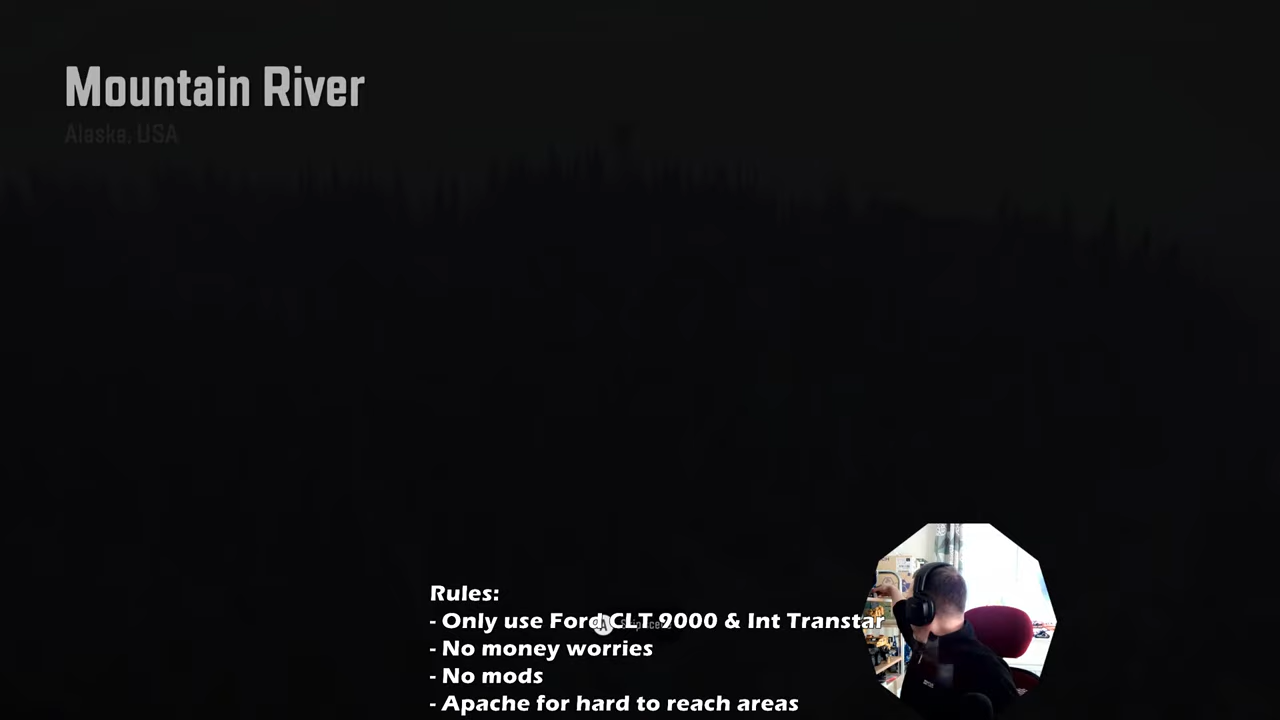 Mountain River
Alaska, USA
Rules:
- Only use Ford CLT 9000 & Int Transtar
- No money worries
- No mods
- Apache for hard to reach areas